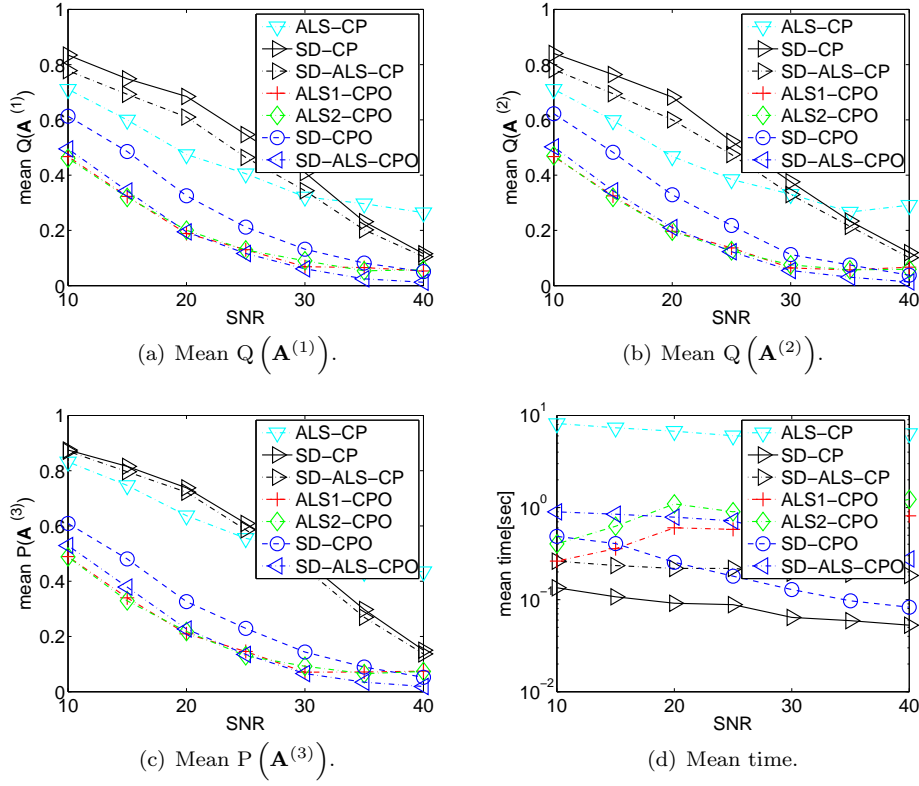 1
0.8
0.6
0.4
0.2
0
10 20 30 40
SNR
mean Q(A (1))
ALS−CP
SD−CP
SD−ALS−CP
ALS1−CPO
ALS2−CPO
SD−CPO
SD−ALS−CPO
(a) Mean Q (A(1)).
1
0.8
0.6
0.4
0.2
0
10 20 30 40
SNR
mean Q(A (2))
ALS−CP
SD−CP
SD−ALS−CP
ALS1−CPO
ALS2−CPO
SD−CPO
SD−ALS−CPO
(b) Mean Q (A(2)).
1
0.8
0.6
0.4
0.2
0
10 20 30 40
SNR
mean P(A (3))
ALS−CP
SD−CP
SD−ALS−CP
ALS1−CPO
ALS2−CPO
SD−CPO
SD−ALS−CPO
(c) Mean P (A(3)).
10^1
10^0
10^−1
10^−2
10 20 30 40
SNR
mean time[sec]
ALS−CP
SD−CP
SD−ALS−CP
ALS1−CPO
ALS2−CPO
SD−CPO
SD−ALS−CPO
(d) Mean time.